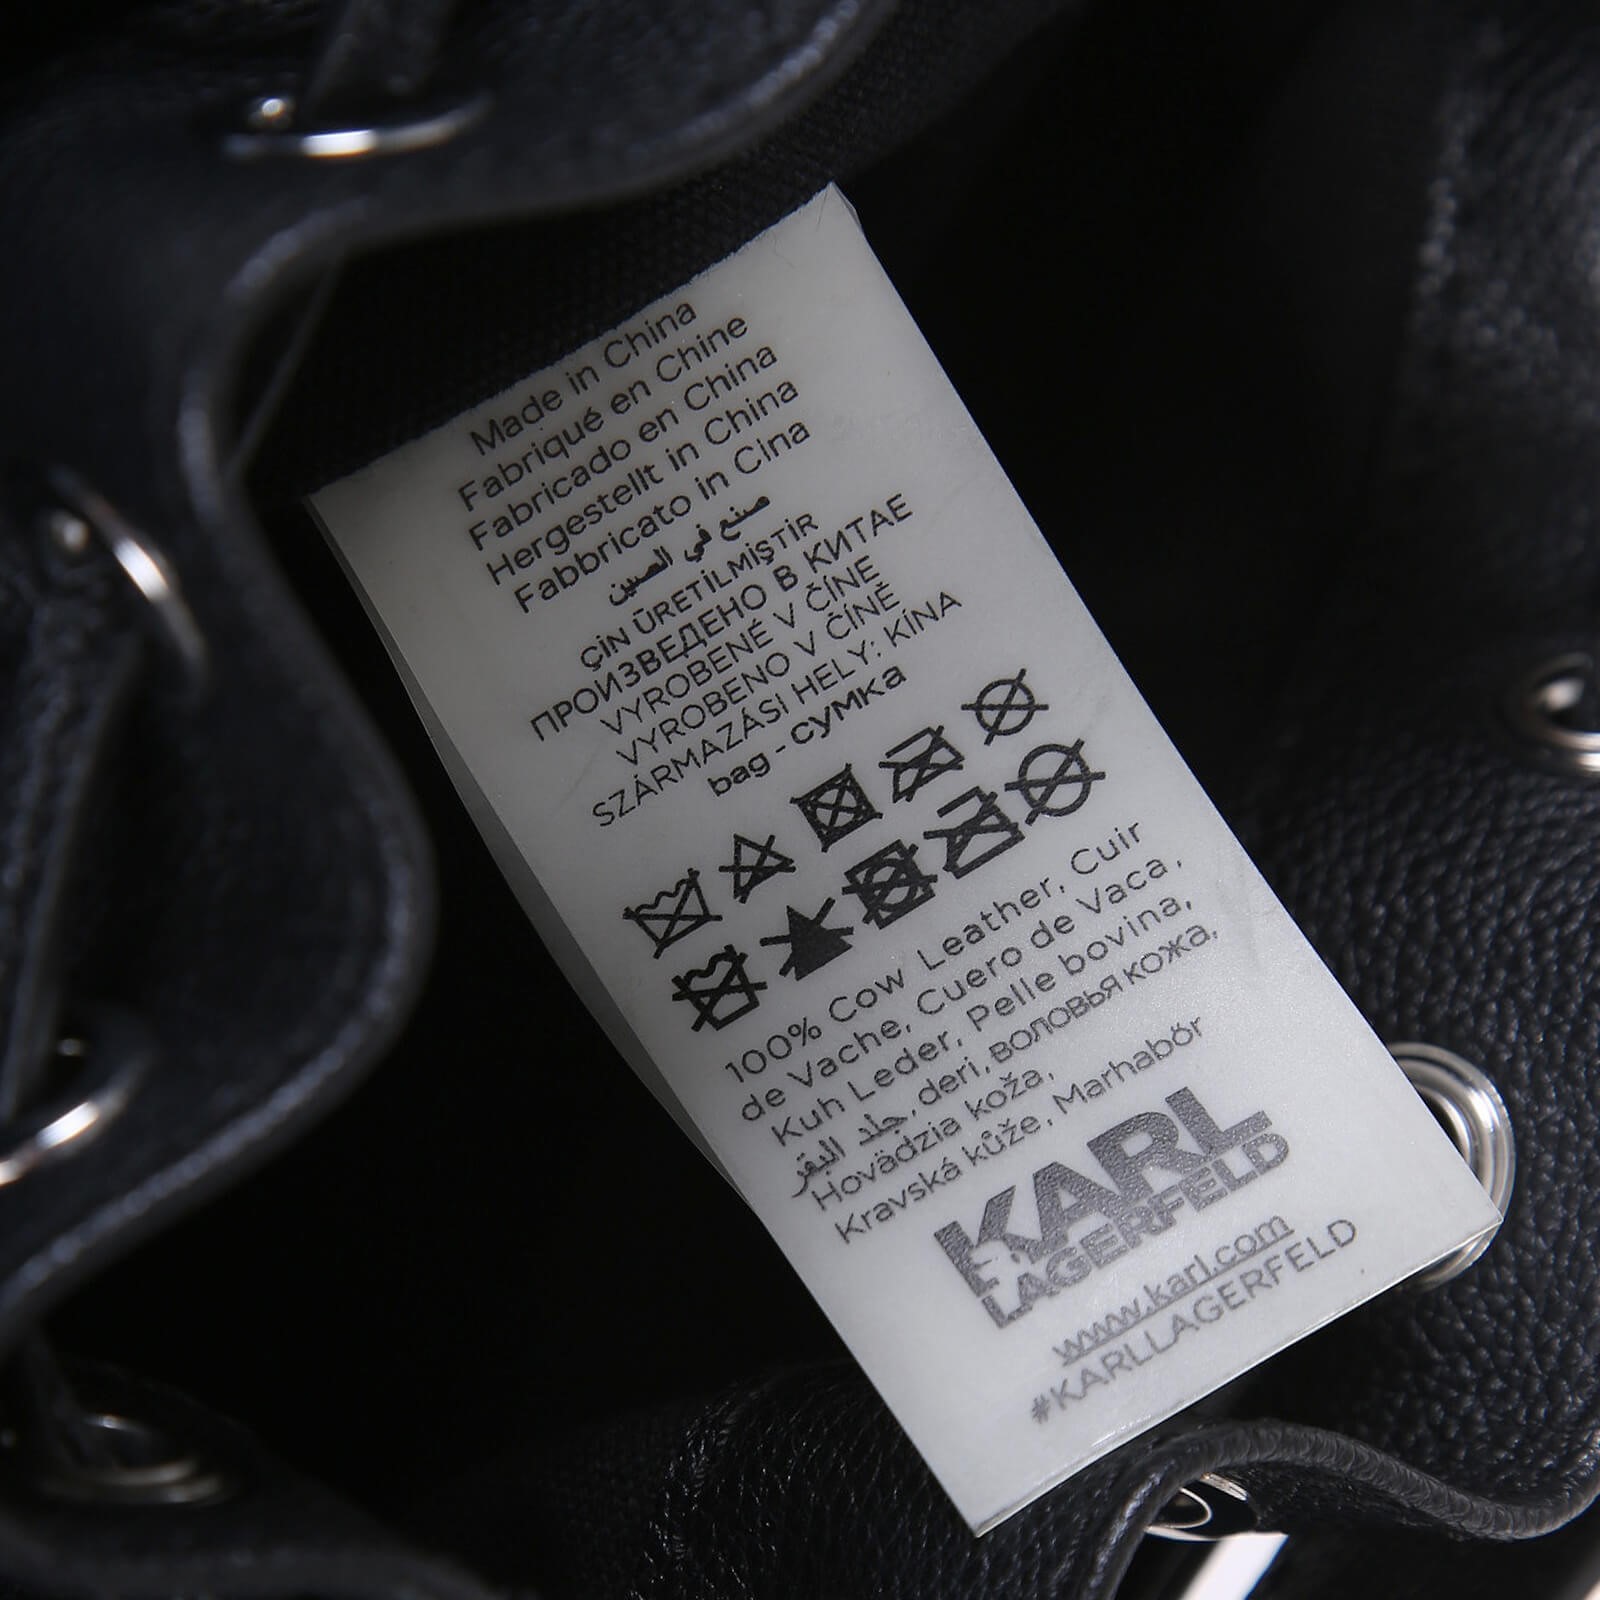 Made in China
Fabriqué en Chine
Fabricado en China
Hergestellt in China
Fabbricato in Cina
صنع في الصين
ÇİN ÜRETİLMİŞTİR
ПРОИЗВЕДЕНО В КИТАЕ
VYROBENÉ V ČÍNE
VYROBENO V ČÍNĚ
SZÁRMAZÁSI HELY: KÍNA
bag - сумка
100% Cow Leather, Cuir
de Vache, Cuero de Vaca,
Kuh Leder, Pelle bovina,
جلد البقر, deri, воловья кожа,
Hovädzia koža,
Kravská kůže, Marhabőr
KARL
LAGERFELD
www.karl.com
#KARLLAGERFELD